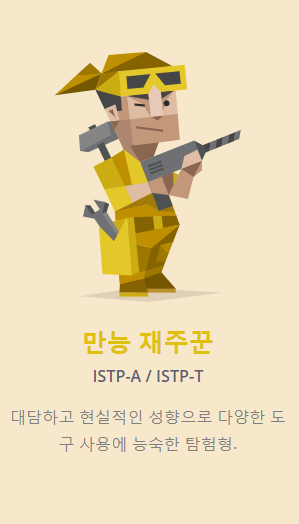 만능 재주꾼
ISTP-A / ISTP-T
대담하고 현실적인 성향으로 다양한 도
구 사용에 능숙한 탐험형.